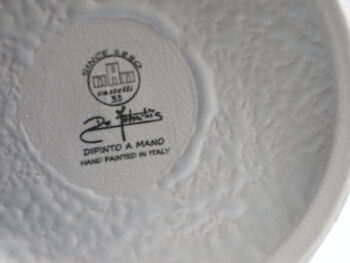 SINCE
castelli
33
DIPINTO A MANO
HAND PAINTED IN ITALY